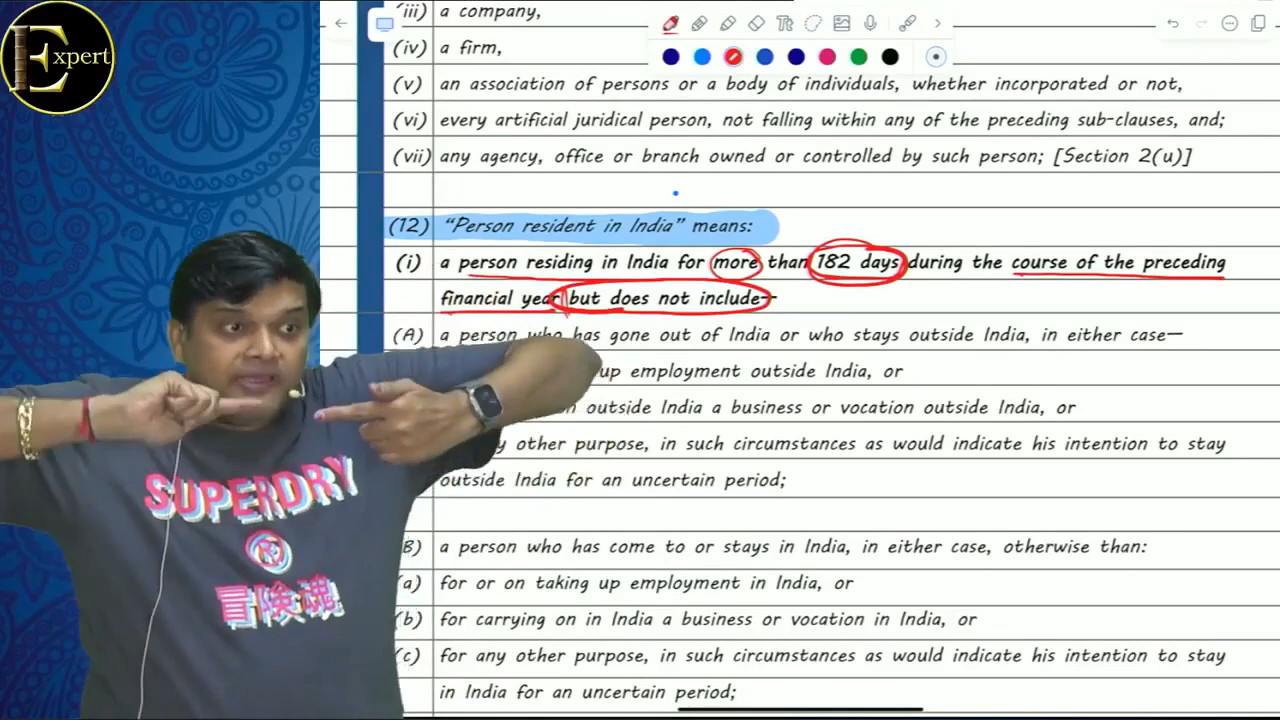 Expert
(iii) a company,
(iv) a firm,
(v) an association of persons or a body of individuals, whether incorporated or not,
(vi) every artificial juridical person, not falling within any of the preceding sub-clauses, and;
(vii) any agency, office or branch owned or controlled by such person; [Section 2(u)]
(12) “Person resident in India” means:
(i) a person residing in India for more than 182 days during the course of the preceding
financial year but does not include—
(A) a person who has gone out of India or who stays outside India, in either case—
up employment outside India, or
outside India a business or vocation outside India, or
other purpose, in such circumstances as would indicate his intention to stay
outside India for an uncertain period;
B) a person who has come to or stays in India, in either case, otherwise than:
(a) for or on taking up employment in India, or
(b) for carrying on in India a business or vocation in India, or
(c) for any other purpose, in such circumstances as would indicate his intention to stay
in India for an uncertain period;
SUPERDRY
冒険魂